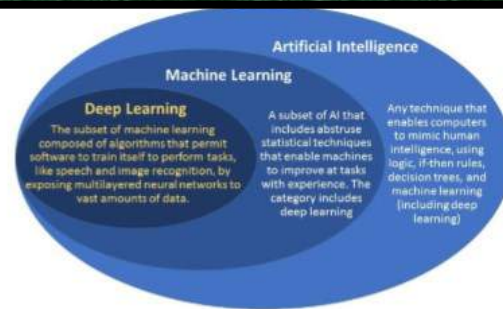 Artificial Intelligence
Machine Learning
Deep Learning
The subset of machine learning
composed of algorithms that permit
software to train itself to perform tasks,
like speech and image recognition, by
exposing multilayered neural networks to
vast amounts of data.
A subset of AI that
includes abstruse
statistical techniques
that enable machines
to improve at tasks
with experience. The
category includes
deep learning
Any technique that
enables computers
to mimic human
intelligence, using
logic, if-then rules,
decision trees, and
machine learning
(including deep
learning)